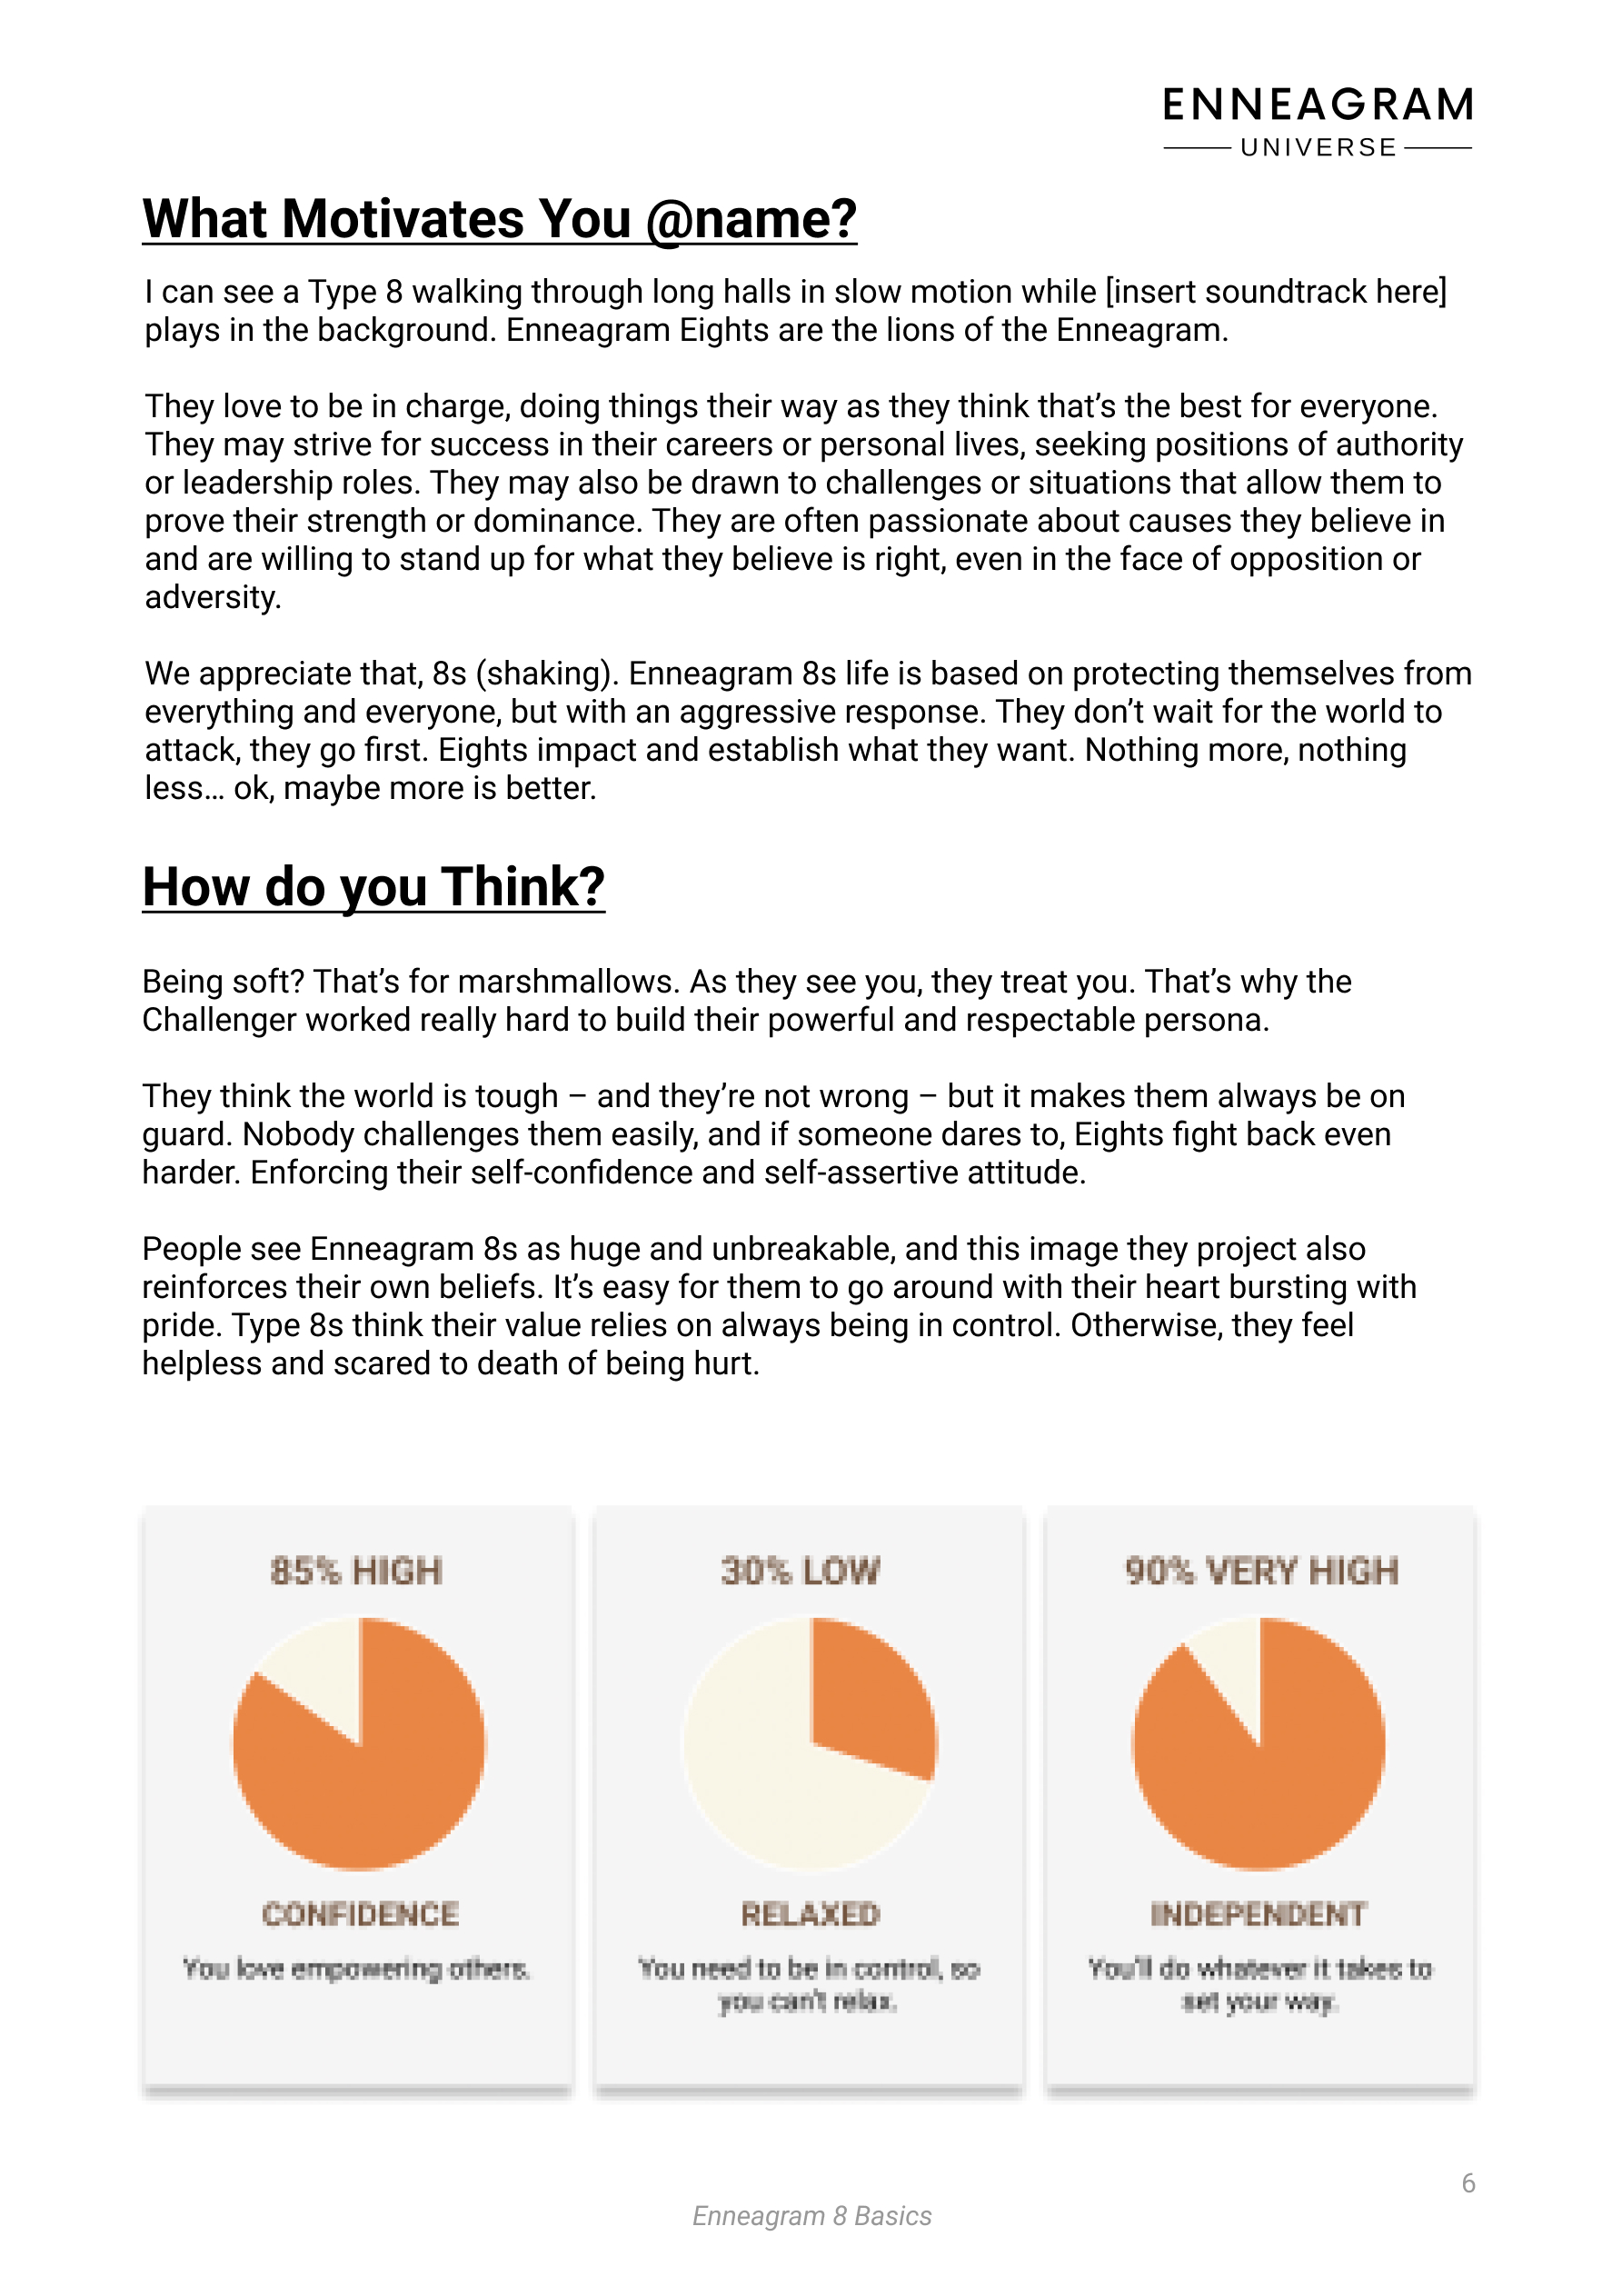 ENNEAGRAM
UNIVERSE
What Motivates You @name?
I can see a Type 8 walking through long halls in slow motion while [insert soundtrack here]
plays in the background. Enneagram Eights are the lions of the Enneagram.
They love to be in charge, doing things their way as they think that’s the best for everyone.
They may strive for success in their careers or personal lives, seeking positions of authority
or leadership roles. They may also be drawn to challenges or situations that allow them to
prove their strength or dominance. They are often passionate about causes they believe in
and are willing to stand up for what they believe is right, even in the face of opposition or
adversity.
We appreciate that, 8s (shaking). Enneagram 8s life is based on protecting themselves from
everything and everyone, but with an aggressive response. They don’t wait for the world to
attack, they go first. Eights impact and establish what they want. Nothing more, nothing
less… ok, maybe more is better.
How do you Think?
Being soft? That’s for marshmallows. As they see you, they treat you. That’s why the
Challenger worked really hard to build their powerful and respectable persona.
They think the world is tough – and they’re not wrong – but it makes them always be on
guard. Nobody challenges them easily, and if someone dares to, Eights fight back even
harder. Enforcing their self-confidence and self-assertive attitude.
People see Enneagram 8s as huge and unbreakable, and this image they project also
reinforces their own beliefs. It’s easy for them to go around with their heart bursting with
pride. Type 8s think their value relies on always being in control. Otherwise, they feel
helpless and scared to death of being hurt.
85% HIGH
CONFIDENCE
You love empowering others.
30% LOW
RELAXED
You need to be in control, so
you can't relax.
90% VERY HIGH
INDEPENDENT
You'll do whatever it takes to
set your way.
6
Enneagram 8 Basics